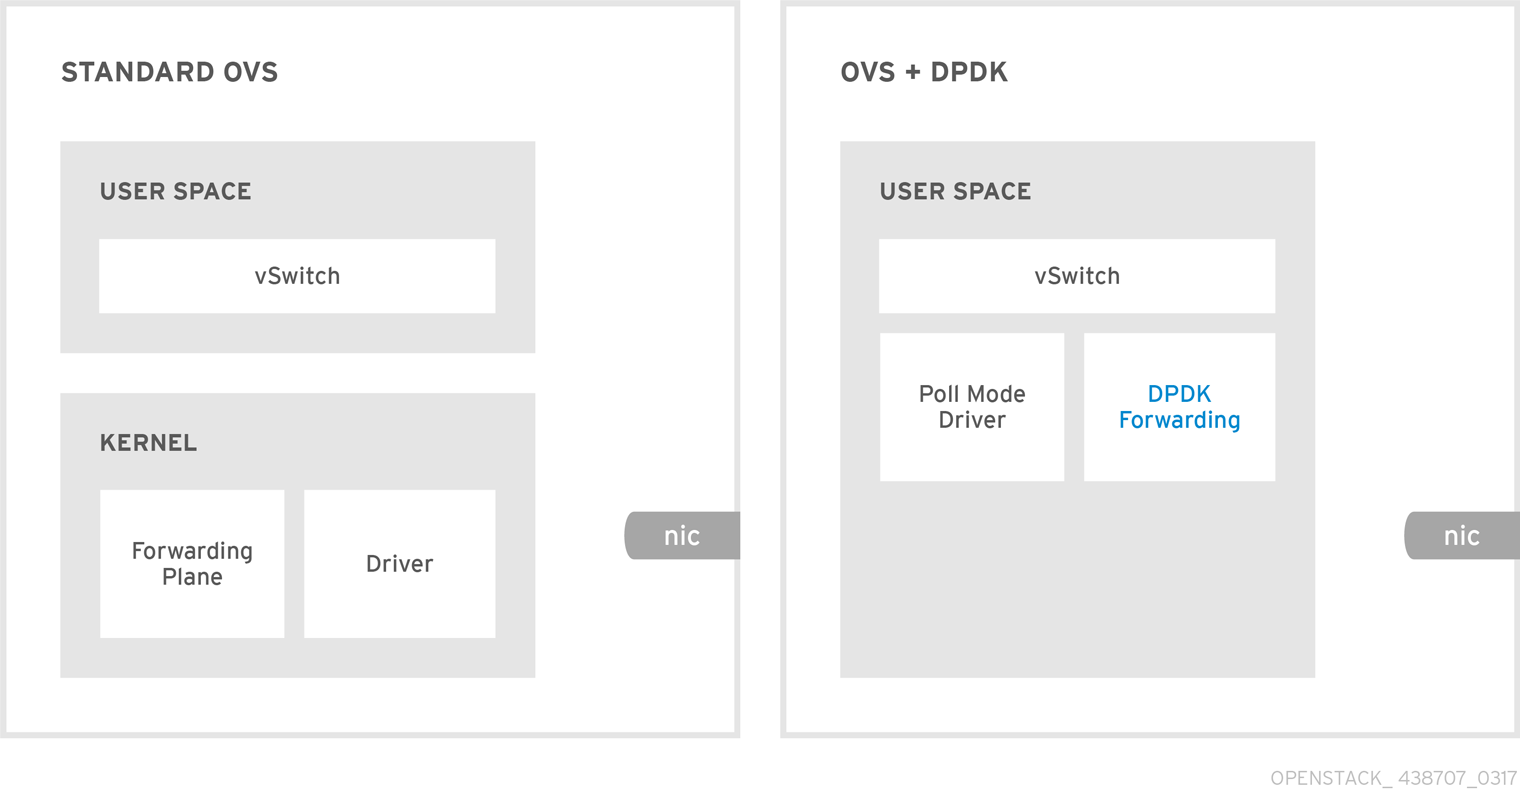 STANDARD OVS
USER SPACE
vSwitch
KERNEL
Forwarding
Plane
Driver
nic
OVS + DPDK
USER SPACE
vSwitch
Poll Mode
Driver
DPDK
Forwarding
nic
OPENSTACK_ 438707_0317